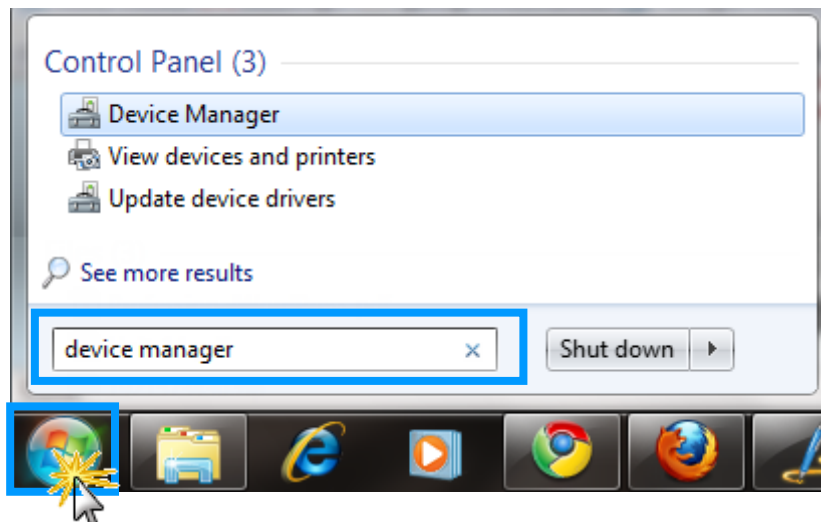 Control Panel (3)
Device Manager
View devices and printers
Update device drivers
See more results
device manager
Shut down